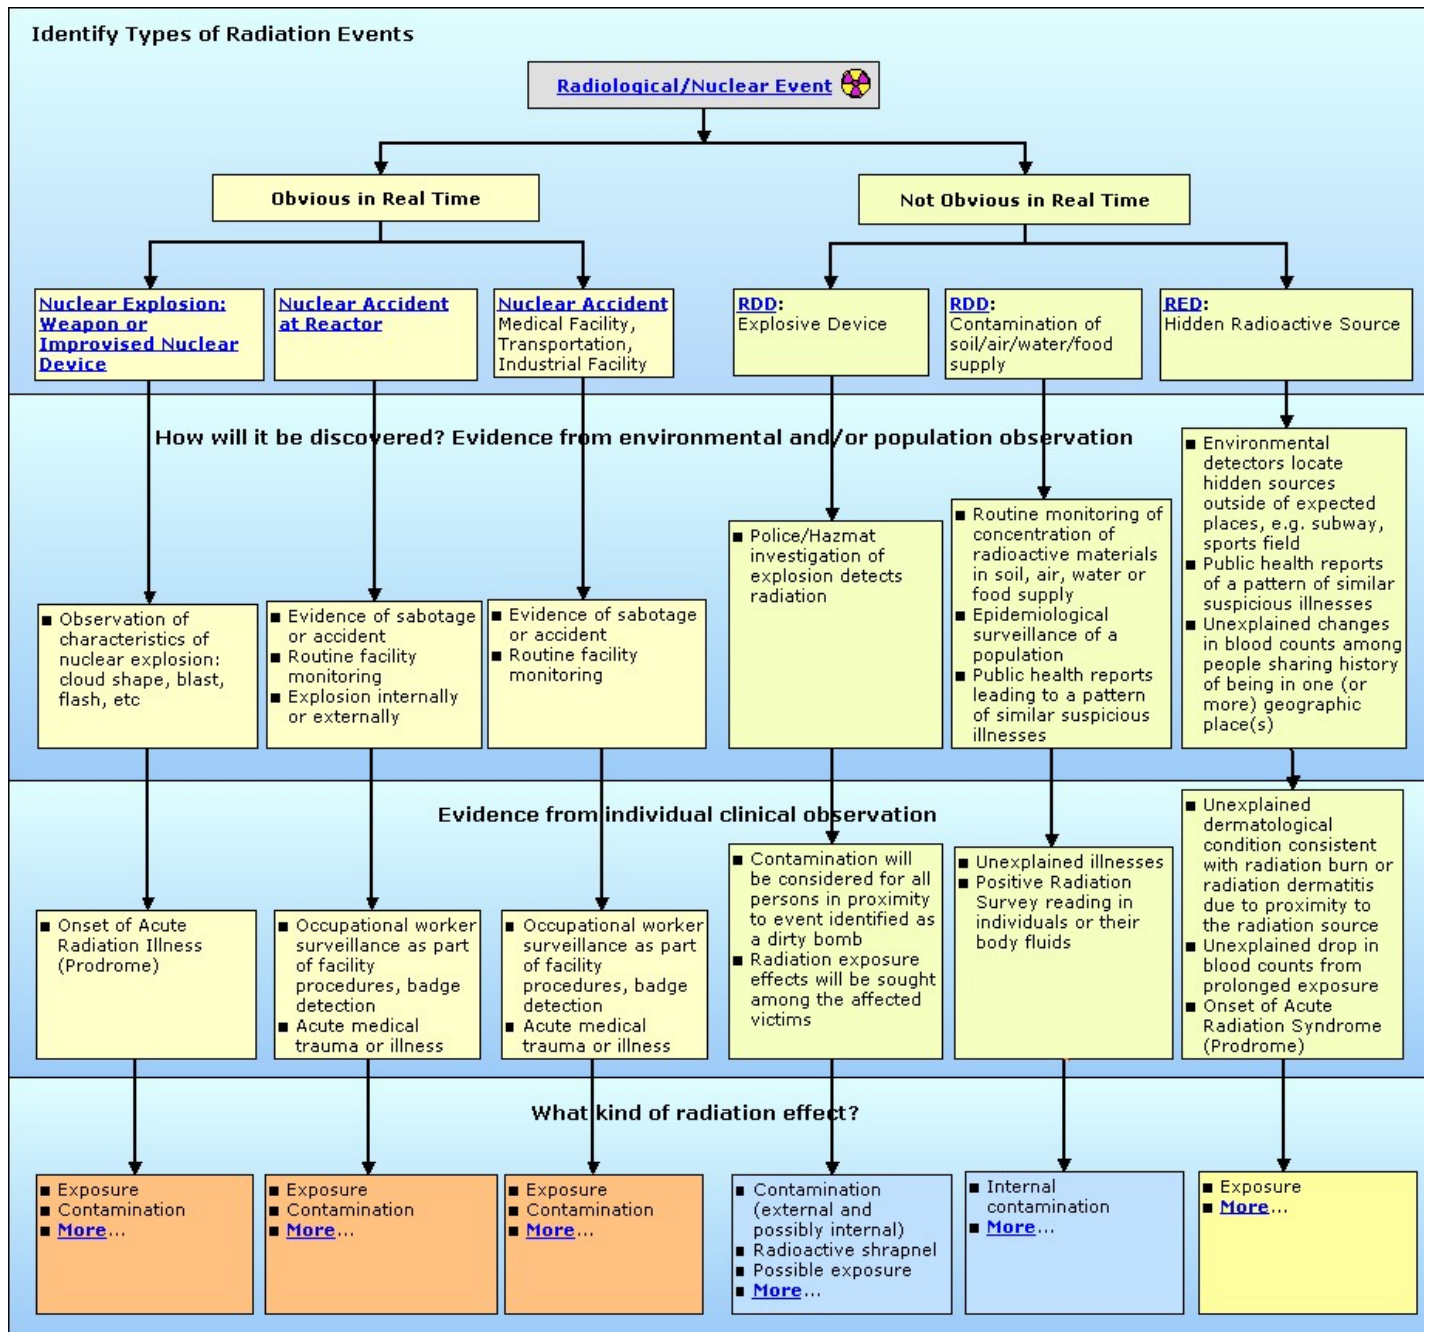 Identify Types of Radiation Events
Radiological/Nuclear Event
Obvious in Real Time
Not Obvious in Real Time
Nuclear Explosion:
Weapon or
Improvised Nuclear
Device
Nuclear Accident
at Reactor
Nuclear Accident
Medical Facility,
Transportation,
Industrial Facility
RDD:
Explosive Device
RDD:
Contamination of
soil/air/water/food
supply
RED:
Hidden Radioactive Source
How will it be discovered? Evidence from environmental and/or population observation
■ Observation of
characteristics of
nuclear explosion:
cloud shape, blast,
flash, etc
■ Evidence of sabotage
or accident
■ Routine facility
monitoring
■ Explosion internally
or externally
■ Evidence of sabotage
or accident
■ Routine facility
monitoring
■ Police/Hazmat
investigation of
explosion detects
radiation
■ Routine monitoring of
concentration of
radioactive materials
in soil, air, water or
food supply
■ Epidemiological
surveillance of a
population
■ Public health reports
leading to a pattern
of similar suspicious
illnesses
■ Environmental
detectors locate
hidden sources
outside of expected
places, e.g. subway,
sports field
■ Public health reports
of a pattern of similar
suspicious illnesses
■ Unexplained changes
in blood counts among
people sharing history
of being in one (or
more) geographic
place(s)
Evidence from individual clinical observation
■ Onset of Acute
Radiation Illness
(Prodrome)
■ Occupational worker
surveillance as part
of facility
procedures, badge
detection
■ Acute medical
trauma or illness
■ Occupational worker
surveillance as part
of facility
procedures, badge
detection
■ Acute medical
trauma or illness
■ Contamination will
be considered for all
persons in proximity
to event identified as
a dirty bomb
■ Radiation exposure
effects will be sought
among the affected
victims
■ Unexplained illnesses
■ Positive Radiation
Survey reading in
individuals or their
body fluids
■ Unexplained
dermatological
condition consistent
with radiation burn or
radiation dermatitis
due to proximity to
the radiation source
■ Unexplained drop in
blood counts from
prolonged exposure
■ Onset of Acute
Radiation Syndrome
(Prodrome)
What kind of radiation effect?
■ Exposure
■ Contamination
■ More...
■ Exposure
■ Contamination
■ More...
■ Exposure
■ Contamination
■ More...
■ Contamination
(external and
possibly internal)
■ Radioactive shrapnel
■ Possible exposure
■ More...
■ Internal
contamination
■ More...
■ Exposure
■ More...